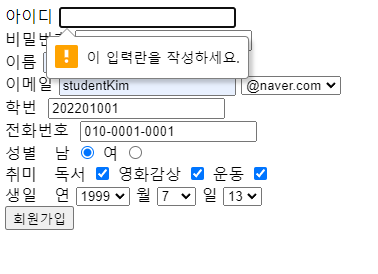 아이디
비밀번호
이 입력란을 작성하세요.
이름
이메일 studentKim @naver.com
학번 202201001
전화번호 010-0001-0001
성별 남 여
취미 독서 영화감상 운동
생일 연 1999 월 7 일 13
회원가입